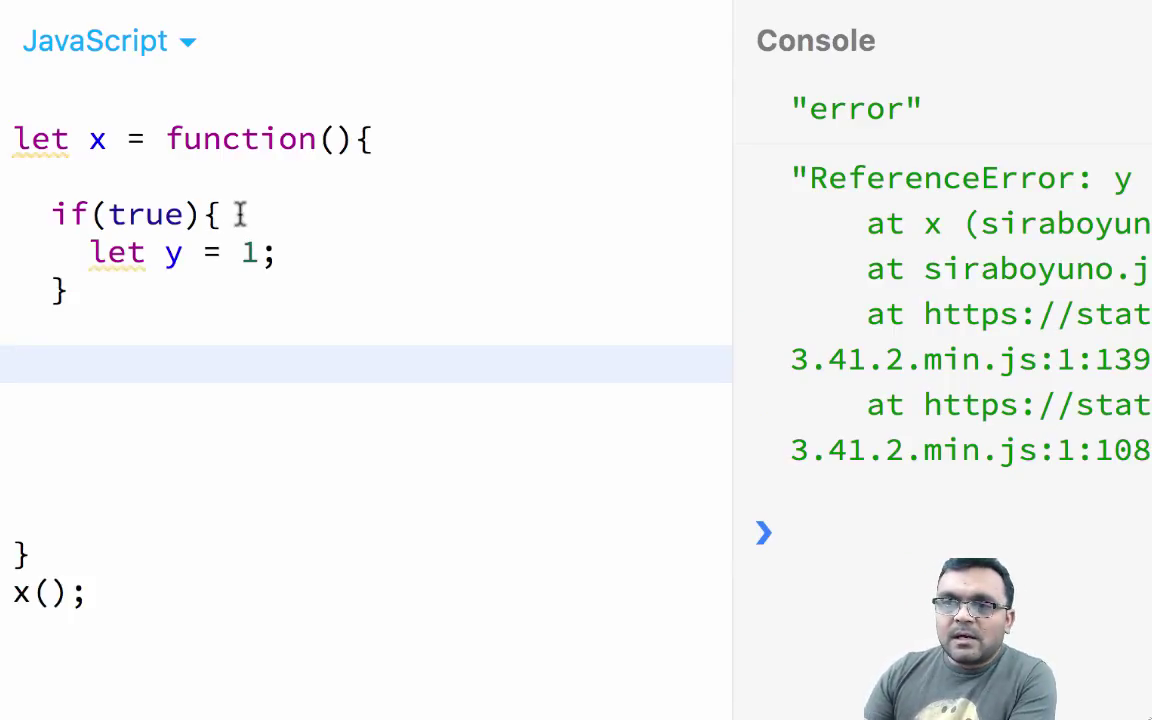 JavaScript
let x = function(){
if(true){
let y = 1;
}
}
x();
Console
"error"
"ReferenceError: y
at x (siraboyun
at siraboyuno.j
at https://stat
3.41.2.min.js:1:139
at https://stat
3.41.2.min.js:1:108